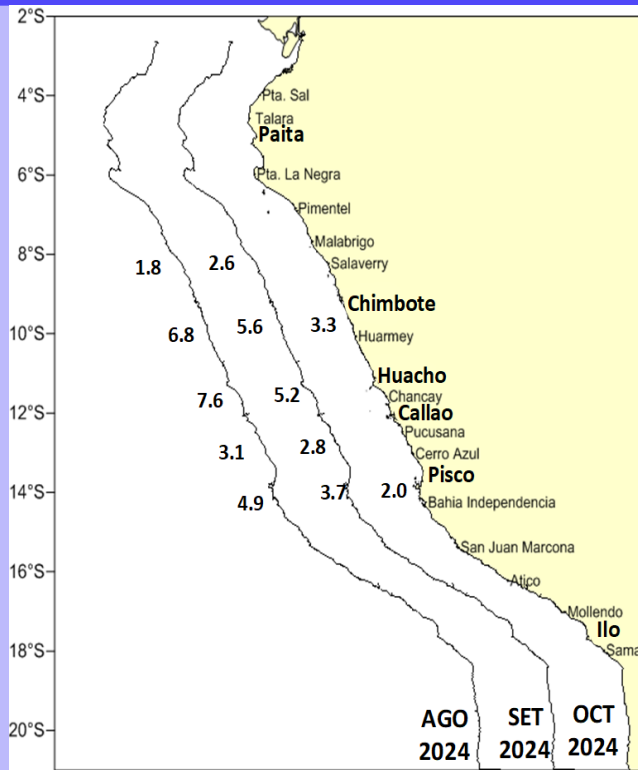 2°S
4°S
Pta. Sal
Talara
Paita
6°S
Pta. La Negra
Pimentel
Malabrigo
8°S
Salaverry
1.8
2.6
Chimbote
3.3
5.6
6.8
10°S
Huarmey
Huacho
5.2
Chancay
7.6
12°S
Callao
Pucusana
2.8
3.1
Cerro Azul
Pisco
14°S
3.7
2.0
4.9
Bahia Independencia
San Juan Marcona
16°S
Atico
Mollendo
Ilo
18°S
Sama
20°S
AGO 2024
SET 2024
OCT 2024